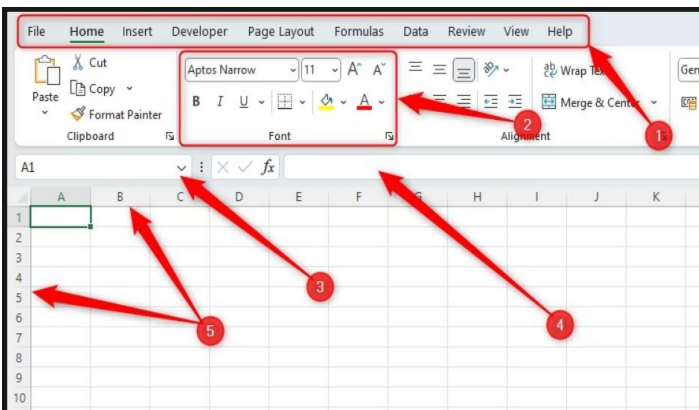 File Home Insert Developer Page Layout Formulas Data Review View Help
Cut
Aptos Narrow 11 A A
ab Wrap
Gen
Copy
Paste
Format Painter
B I U A
Merge & Center
2
1
Clipboard Font Alignment
A1 fx
A B C D E F G H I J K
1
2
3
4
3
5
6
4
5
7
8
9
10